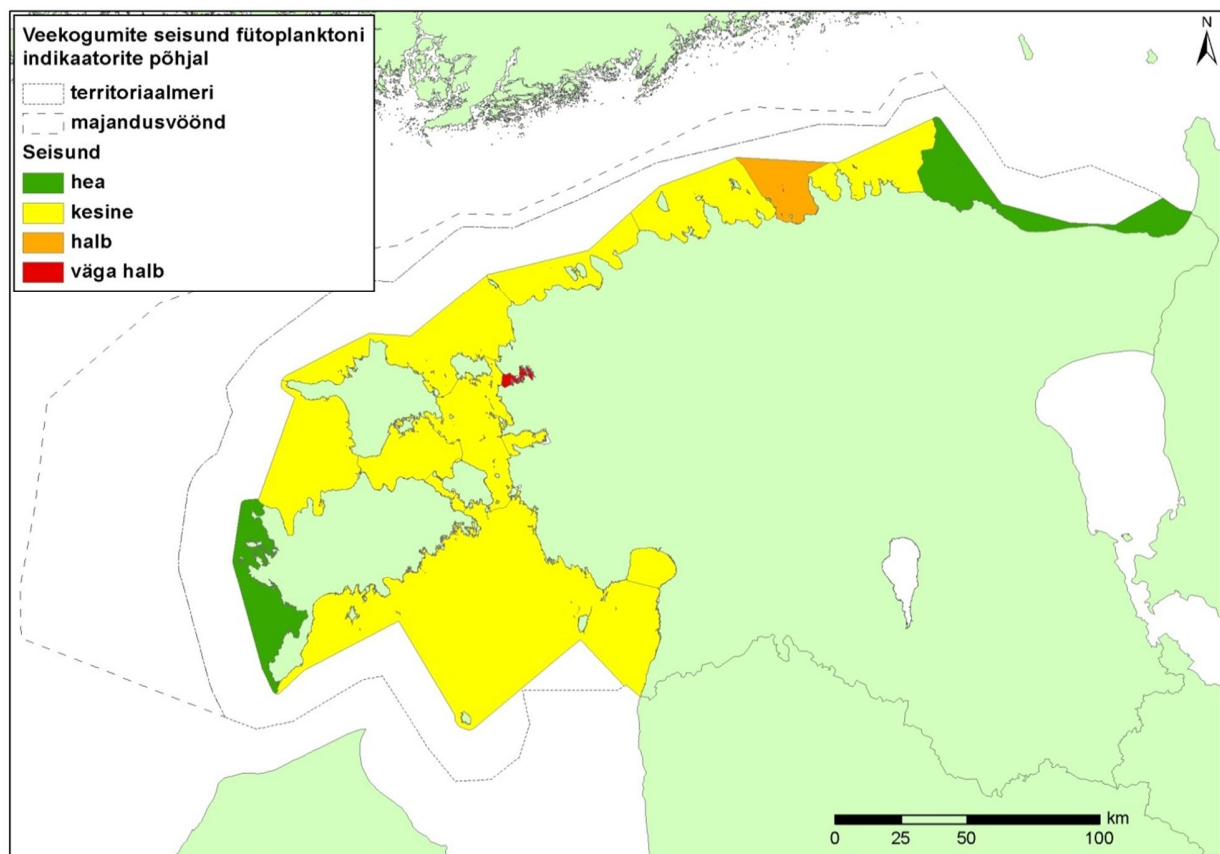 Veekogumite seisund fütoplanktoni
indikaatorite põhjal
territoriaalmeri
majandusvöönd
Seisund
hea
kesine
halb
väga halb
N
km
0 25 50 100